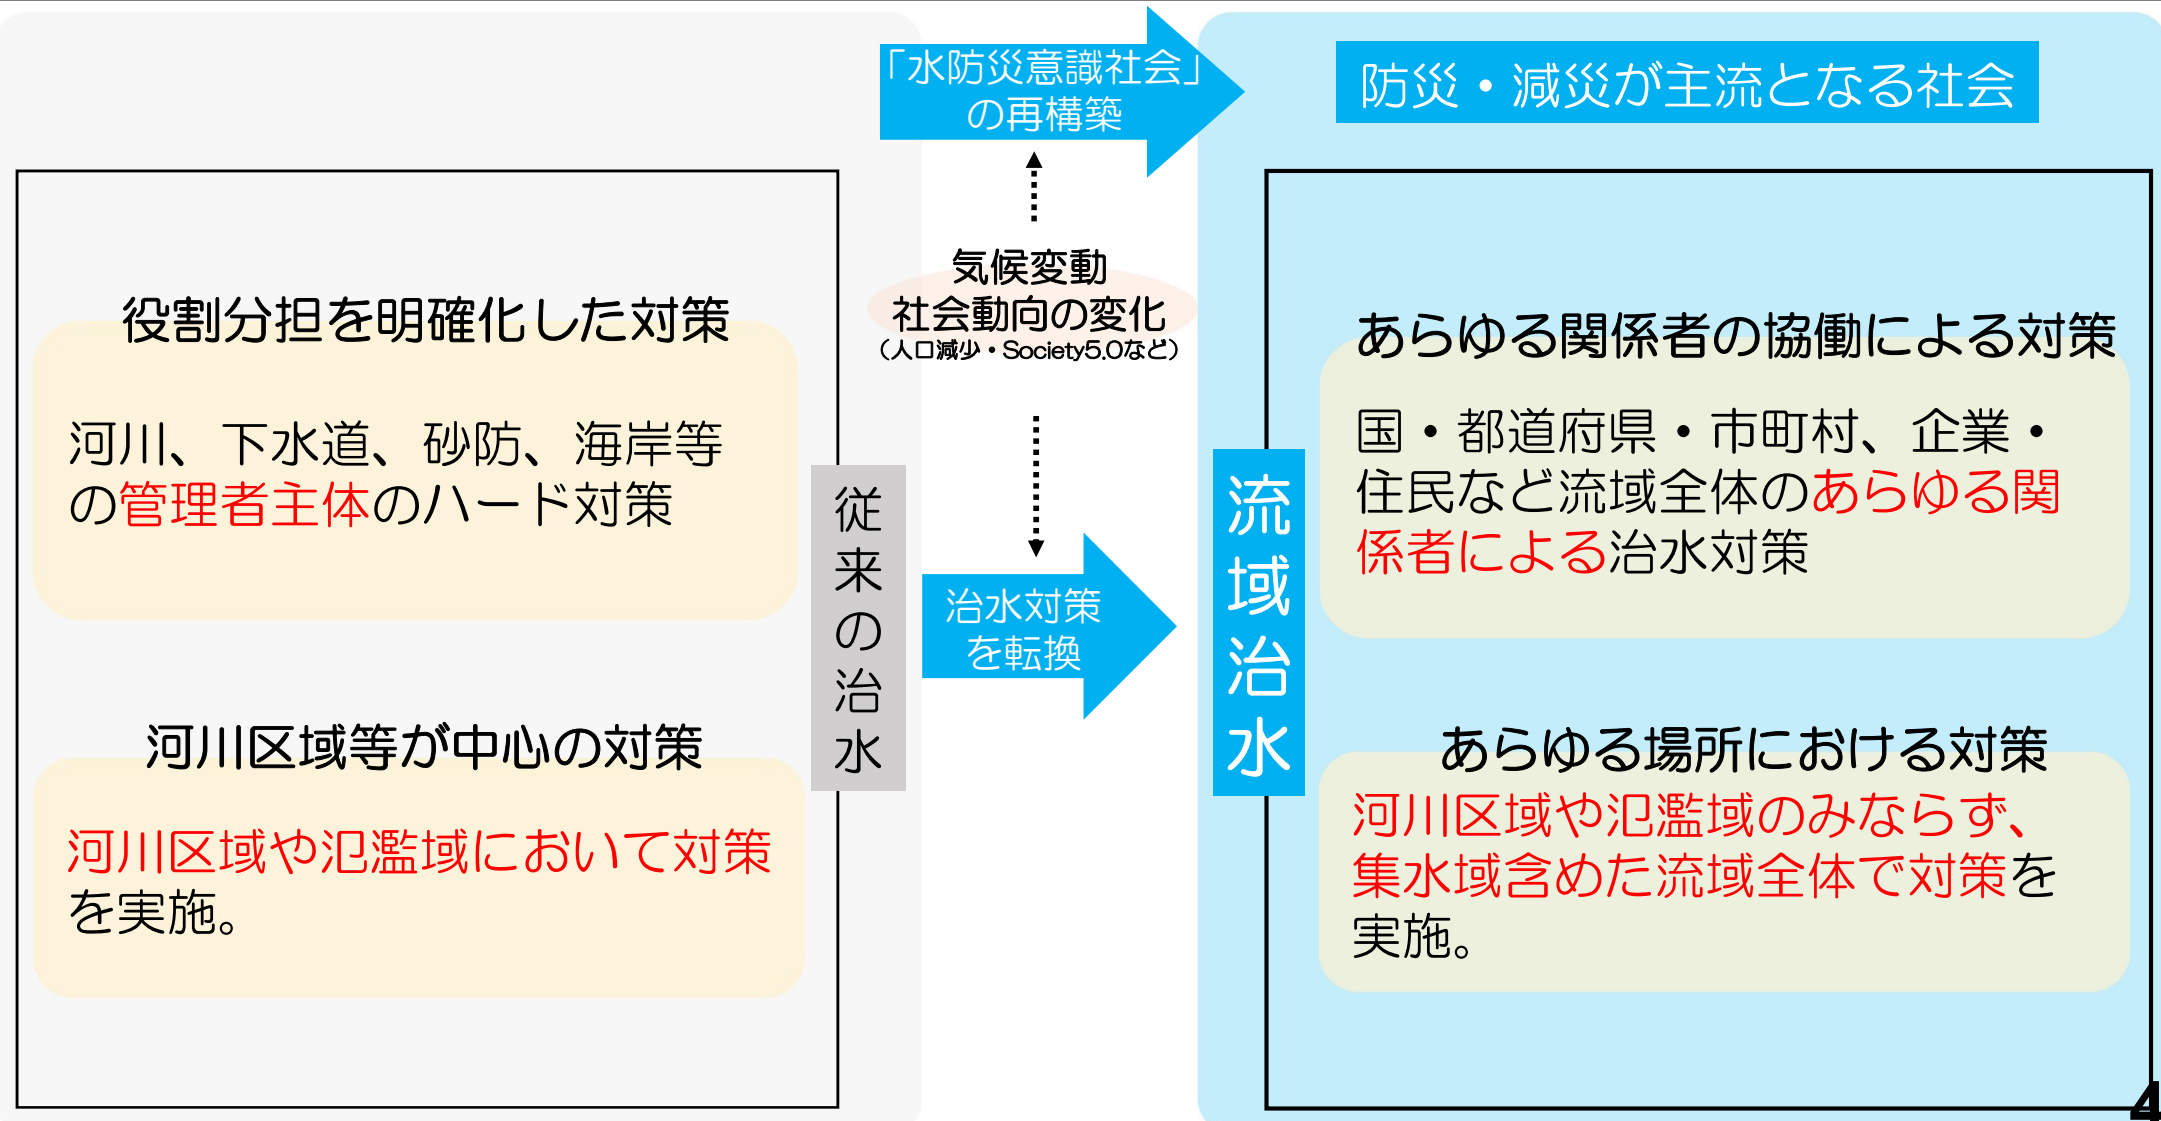 「水防災意識社会」
の再構築
防災・減災が主流となる社会
役割分担を明確化した対策
河川、下水道、砂防、海岸等
の管理者主体のハード対策
河川区域等が中心の対策
河川区域や氾濫域において対策
を実施。
従来の治水
気候変動
社会動向の変化
（人口減少・Society5.0など）
治水対策
を転換
流域治水
あらゆる関係者の協働による対策
国・都道府県・市町村、企業・
住民など流域全体のあらゆる関
係者による治水対策
あらゆる場所における対策
河川区域や氾濫域のみならず、
集水域含めた流域全体で対策を
実施。
4